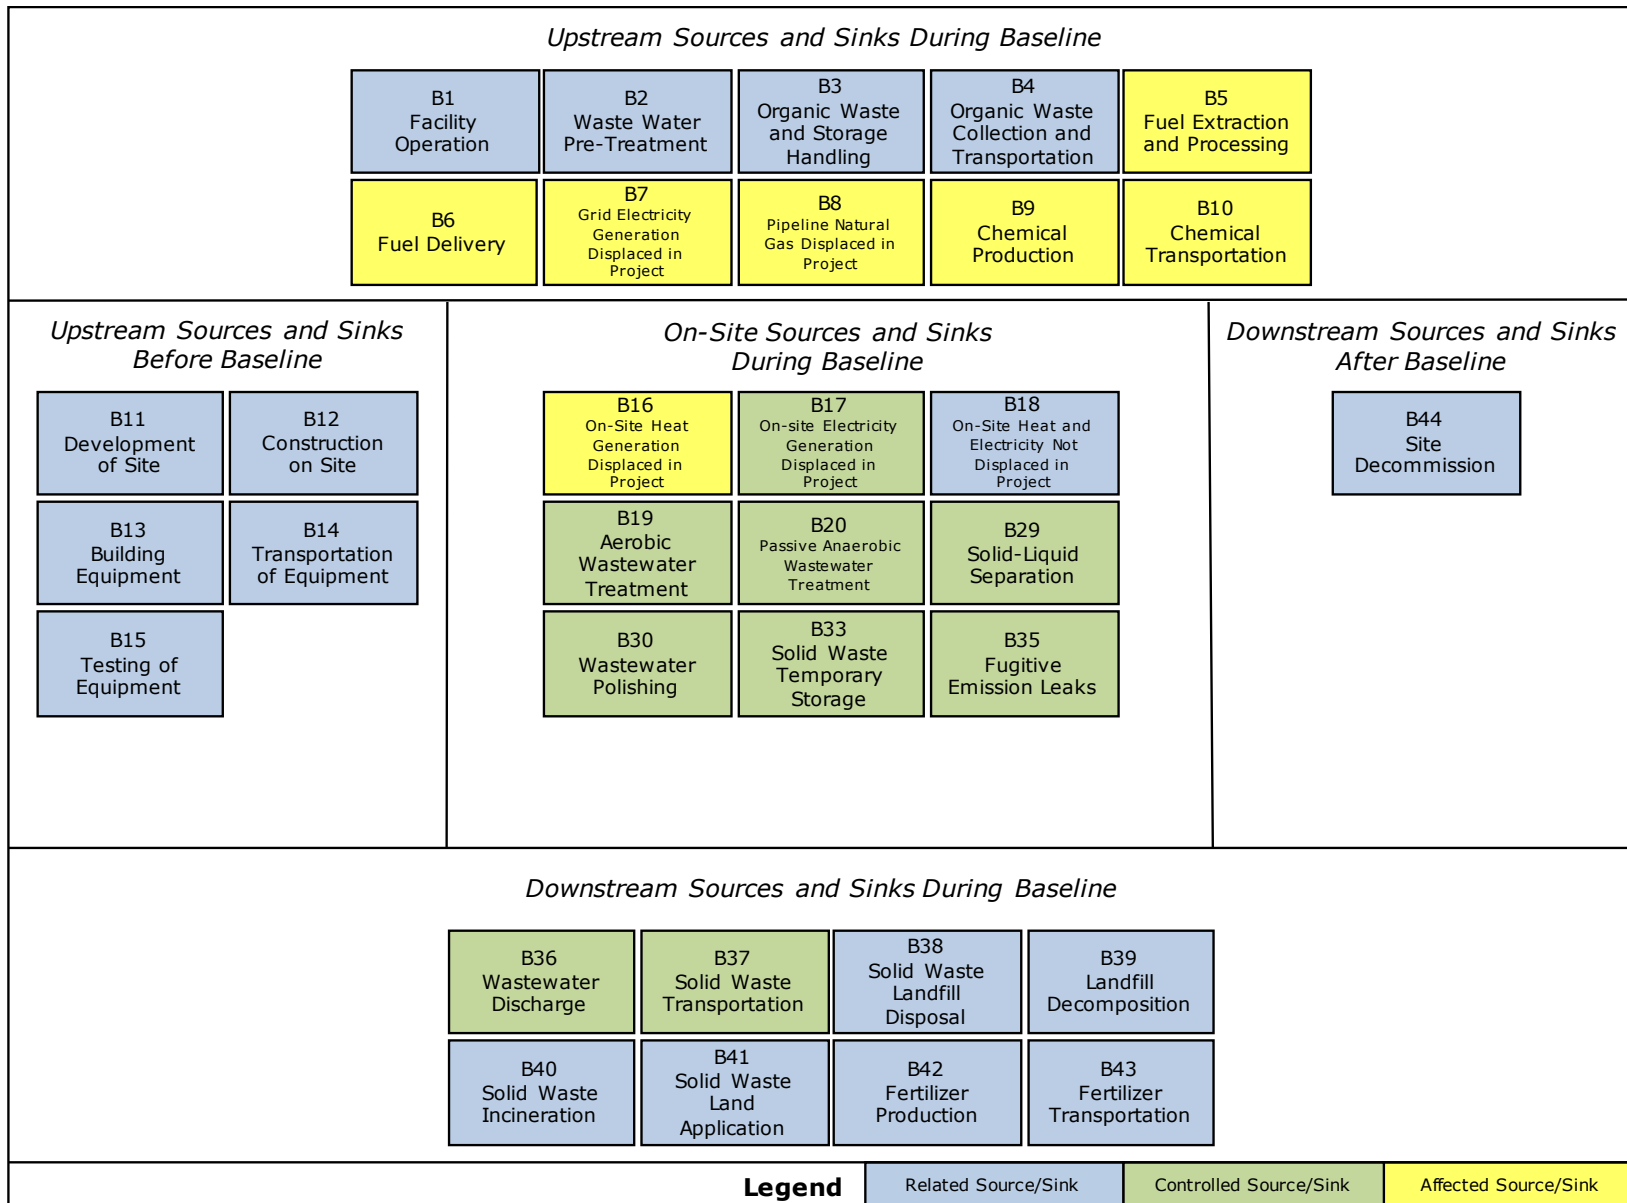 Upstream Sources and Sinks During Baseline
B1
Facility
Operation
B2
Waste Water
Pre-Treatment
B3
Organic Waste
and Storage
Handling
B4
Organic Waste
Collection and
Transportation
B5
Fuel Extraction
and Processing
B6
Fuel Delivery
B7
Grid Electricity
Generation
Displaced in
Project
B8
Pipeline Natural
Gas Displaced in
Project
B9
Chemical
Production
B10
Chemical
Transportation
Upstream Sources and Sinks
Before Baseline
B11
Development
of Site
B12
Construction
on Site
B13
Building
Equipment
B14
Transportation
of Equipment
B15
Testing of
Equipment
On-Site Sources and Sinks
During Baseline
B16
On-Site Heat
Generation
Displaced in
Project
B17
On-site Electricity
Generation
Displaced in
Project
B18
On-Site Heat and
Electricity Not
Displaced in
Project
B19
Aerobic
Wastewater
Treatment
B20
Passive Anaerobic
Wastewater
Treatment
B29
Solid-Liquid
Separation
B30
Wastewater
Polishing
B33
Solid Waste
Temporary
Storage
B35
Fugitive
Emission Leaks
Downstream Sources and Sinks
After Baseline
B44
Site
Decommission
Downstream Sources and Sinks During Baseline
B36
Wastewater
Discharge
B37
Solid Waste
Transportation
B38
Solid Waste
Landfill
Disposal
B39
Landfill
Decomposition
B40
Solid Waste
Incineration
B41
Solid Waste
Land
Application
B42
Fertilizer
Production
B43
Fertilizer
Transportation
Legend
Related Source/Sink
Controlled Source/Sink
Affected Source/Sink